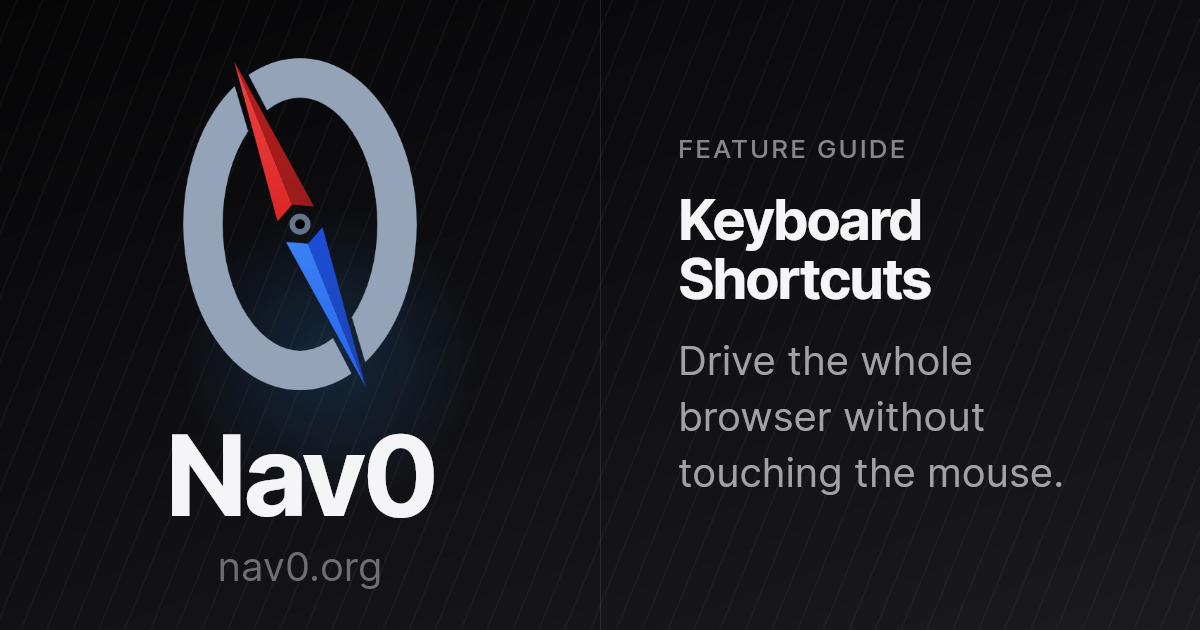 Nav0
nav0.org
FEATURE GUIDE
Keyboard
Shortcuts
Drive the whole
browser without
touching the mouse.